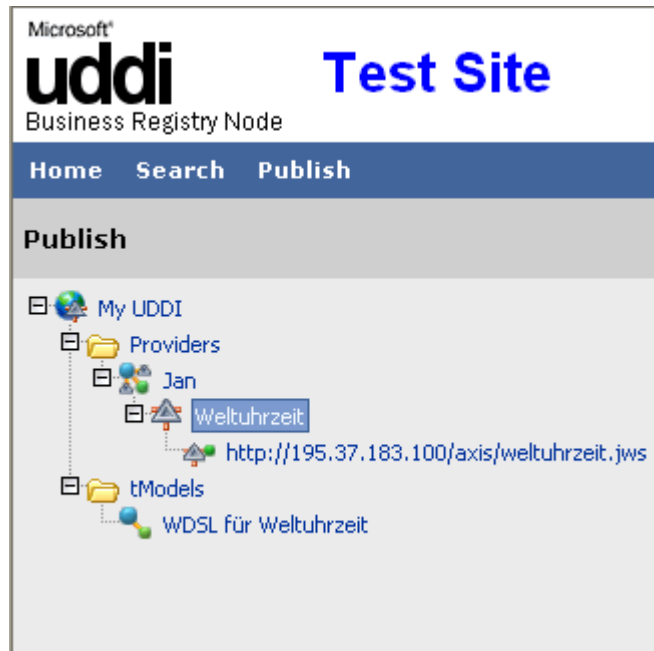 Microsoft®
uddi
Test Site
Business Registry Node
Home Search Publish
Publish
My UDDI
Providers
Jan
Weltuhrzeit
http://195.37.183.100/axis/weltuhrzeit.jws
tModels
WDSL für Weltuhrzeit